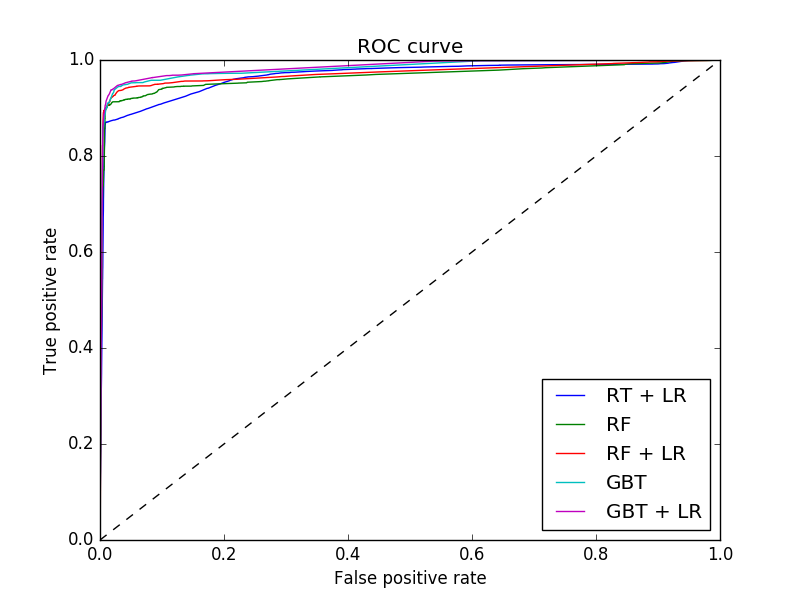 ROC curve
1.0
0.8
0.6
0.4
0.2
0.0
True positive rate
0.0 0.2 0.4 0.6 0.8 1.0
False positive rate
RT + LR
RF
RF + LR
GBT
GBT + LR